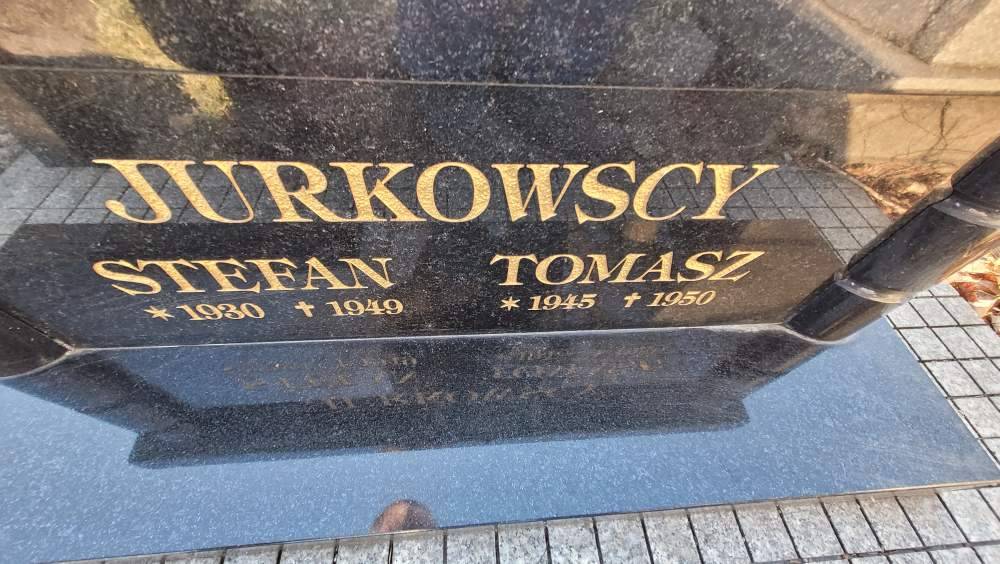 JURKOWSCY
STEFAN TOMASZ
* 1930 † 1949 * 1945 † 1950